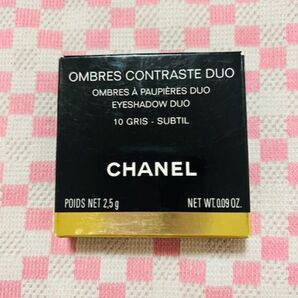 OMBRES CONTRASTE DUO
OMBRES À PAUPIÈRES DUO
EYESHADOW DUO
10 GRIS - SUBTIL
CHANEL
POIDS NET 2,5 g NET WT. 0.09 OZ.